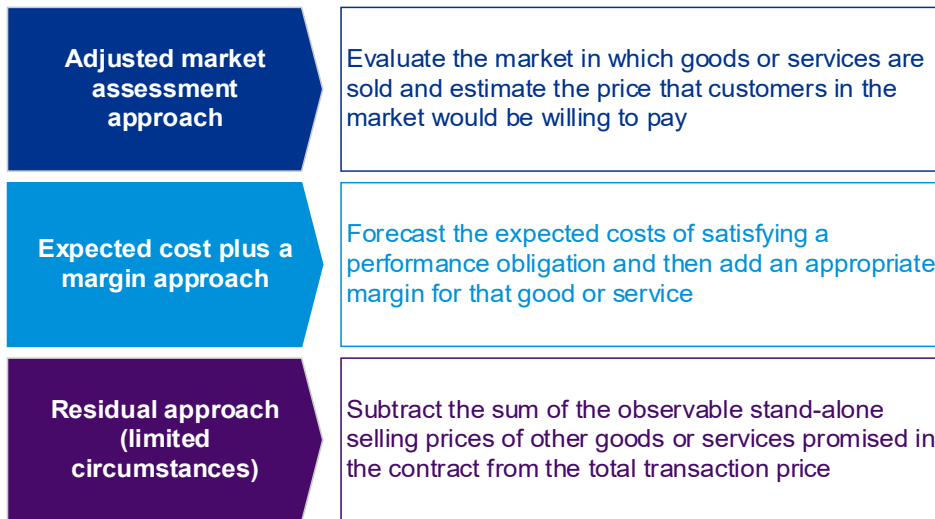 Adjusted market
assessment
approach
Evaluate the market in which goods or services are
sold and estimate the price that customers in the
market would be willing to pay
Expected cost plus a
margin approach
Forecast the expected costs of satisfying a
performance obligation and then add an appropriate
margin for that good or service
Residual approach
(limited
circumstances)
Subtract the sum of the observable stand-alone
selling prices of other goods or services promised in
the contract from the total transaction price